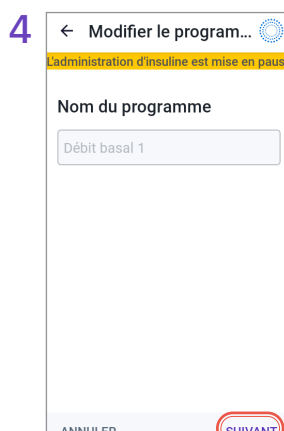 4
← Modifier le program...
L'administration d'insuline est mise en paus
Nom du programme
Débit basal 1
ANNULER SUIVANT